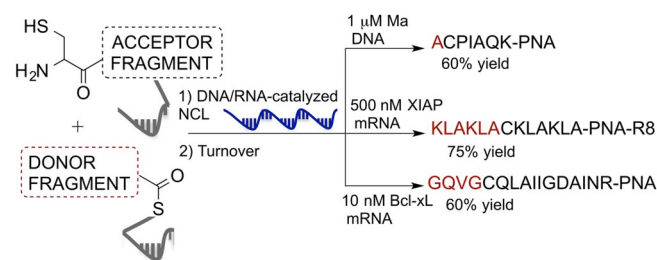 HS
H₂N
O
ACCEPTOR
FRAGMENT
+
DONOR
FRAGMENT
O
S
1) DNA/RNA-catalyzed
NCL
2) Turnover
1 μM Ma
DNA
ACPIAQK-PNA
60% yield
500 nM XIAP
mRNA
KLAKLACKLAKLA-PNA-R8
75% yield
10 nM Bcl-xL
mRNA
GQVGCQLAIIGDAINR-PNA
60% yield